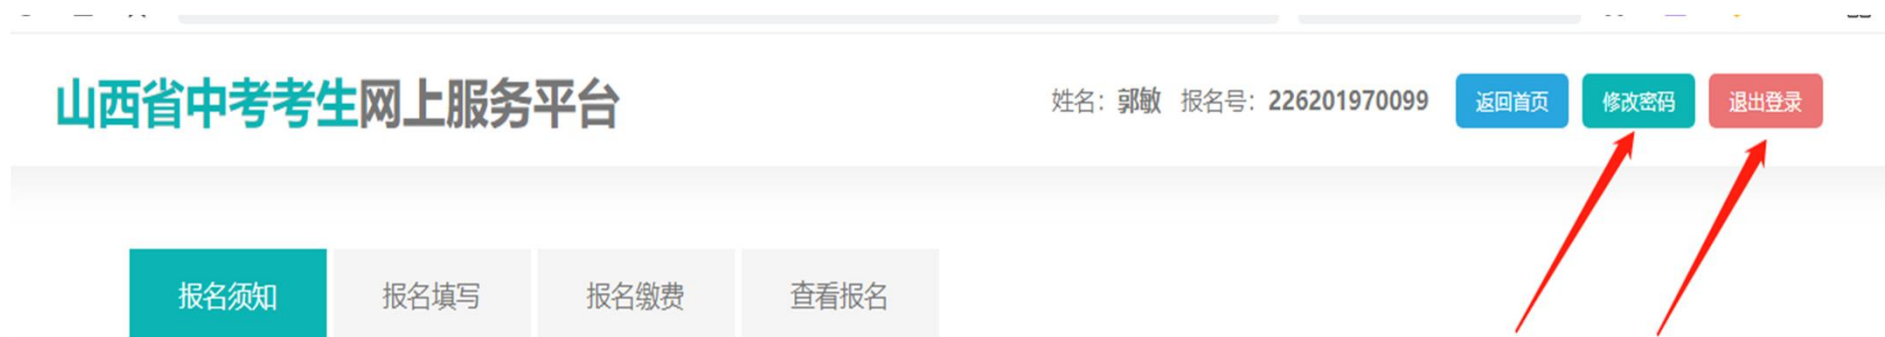 山西省中考考生网上服务平台
姓名：郭敏 报名号：226201970099 返回首页 修改密码 退出登录
报名须知 报名填写 报名缴费 查看报名